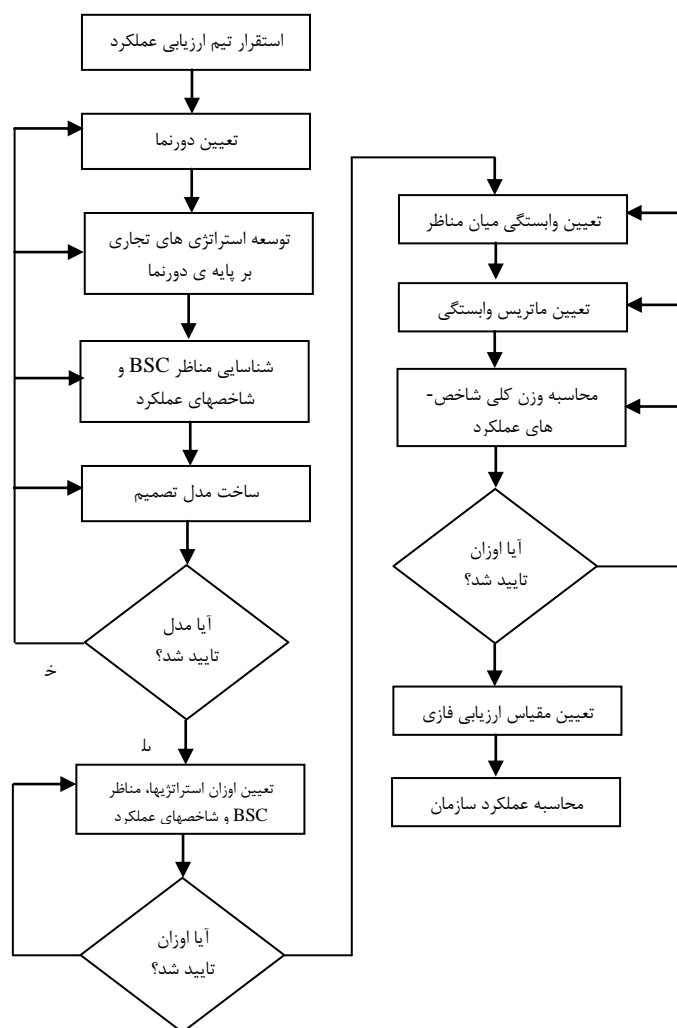 استقرار تیم ارزیابی عملکرد
تعیین دورنما
توسعه استراتژی های تجاری
بر پایه ی دورنما
شناسایی مناظر BSC و
شاخصهای عملکرد
ساخت مدل تصمیم
آیا مدل
تایید شد؟
تعیین اوزان استراتژیها، مناظر
BSC و شاخصهای عملکرد
آیا اوزان
تایید شد؟
تعیین وابستگی میان مناظر
تعیین ماتریس وابستگی
محاسبه وزن کلی شاخص-
های عملکرد
آیا اوزان
تایید شد؟
تعیین مقیاس ارزیابی فازی
محاسبه عملکرد سازمان